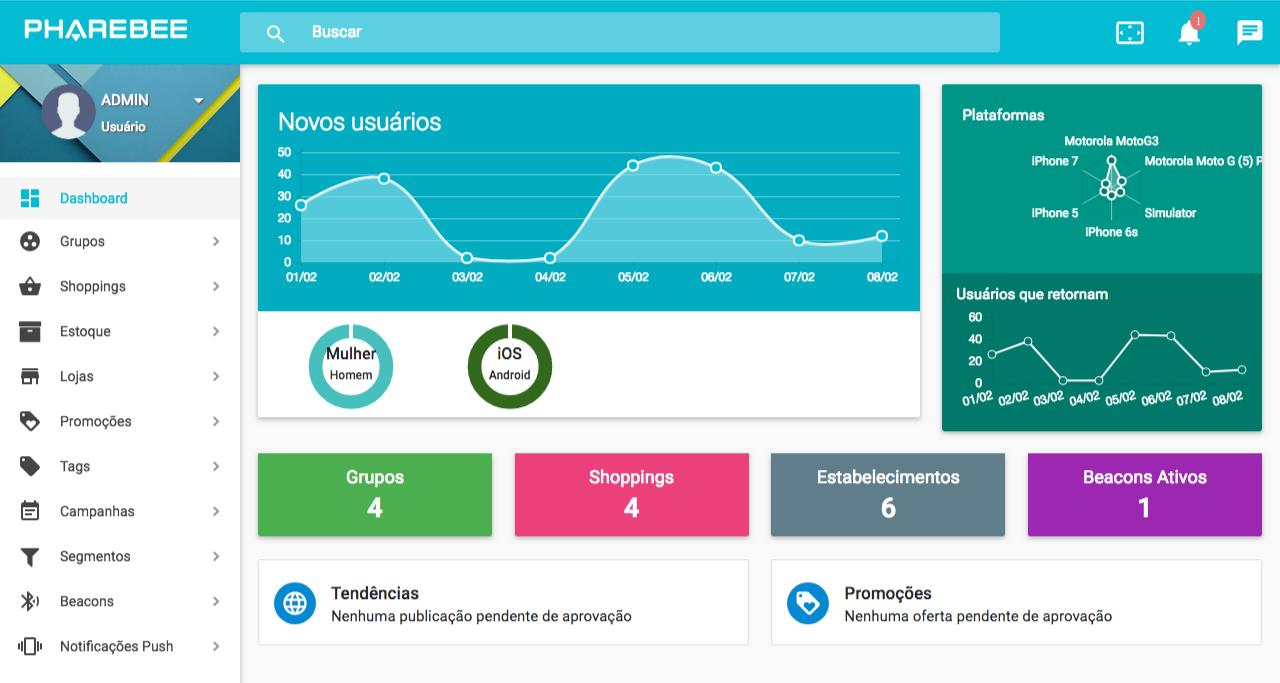 PHAREBEE
Buscar
1
ADMIN
Usuário
Dashboard
Grupos
Shoppings
Estoque
Lojas
Promoções
Tags
Campanhas
Segmentos
Beacons
Notificações Push
Novos usuários
50
40
30
20
10
0
01/02 02/02 03/02 04/02 05/02 06/02 07/02 08/02
Mulher
Homem
iOS
Android
Plataformas
Motorola MotoG3
iPhone 7 Motorola Moto G (5) P
iPhone 5 Simulator
iPhone 6s
Usuários que retornam
60
40
20
0
01/02 02/02 03/02 04/02 05/02 06/02 07/02 08/02
Grupos
4
Shoppings
4
Estabelecimentos
6
Beacons Ativos
1
Tendências
Nenhuma publicação pendente de aprovação
Promoções
Nenhuma oferta pendente de aprovação